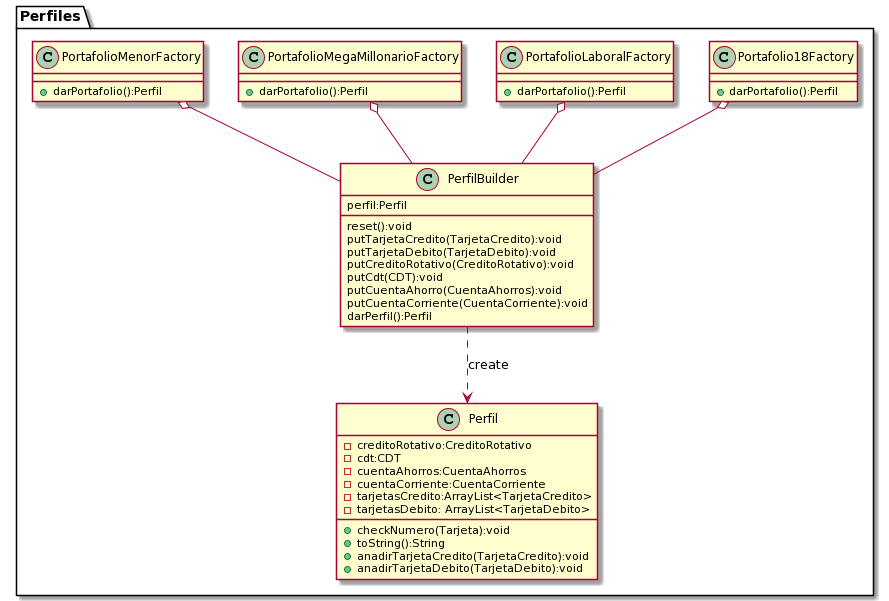 Perfiles
C PortafolioMenorFactory
darPortafolio():Perfil
C PortafolioMegaMillonarioFactory
darPortafolio():Perfil
C PortafolioLaboralFactory
darPortafolio():Perfil
C Portafolio18Factory
darPortafolio():Perfil
C PerfilBuilder
perfil:Perfil
reset():void
putTarjetaCredito(TarjetaCredito):void
putTarjetaDebito(TarjetaDebito):void
putCreditoRotativo(CreditoRotativo):void
putCdt(CDT):void
putCuentaAhorro(CuentaAhorros):void
putCuentaCorriente(CuentaCorriente):void
darPerfil():Perfil
create
C Perfil
creditoRotativo:CreditoRotativo
cdt:CDT
cuentaAhorros:CuentaAhorros
cuentaCorriente:CuentaCorriente
tarjetasCredito:ArrayList<TarjetaCredito>
tarjetasDebito: ArrayList<TarjetaDebito>
checkNumero(Tarjeta):void
toString():String
anadirTarjetaCredito(TarjetaCredito):void
anadirTarjetaDebito(TarjetaDebito):void